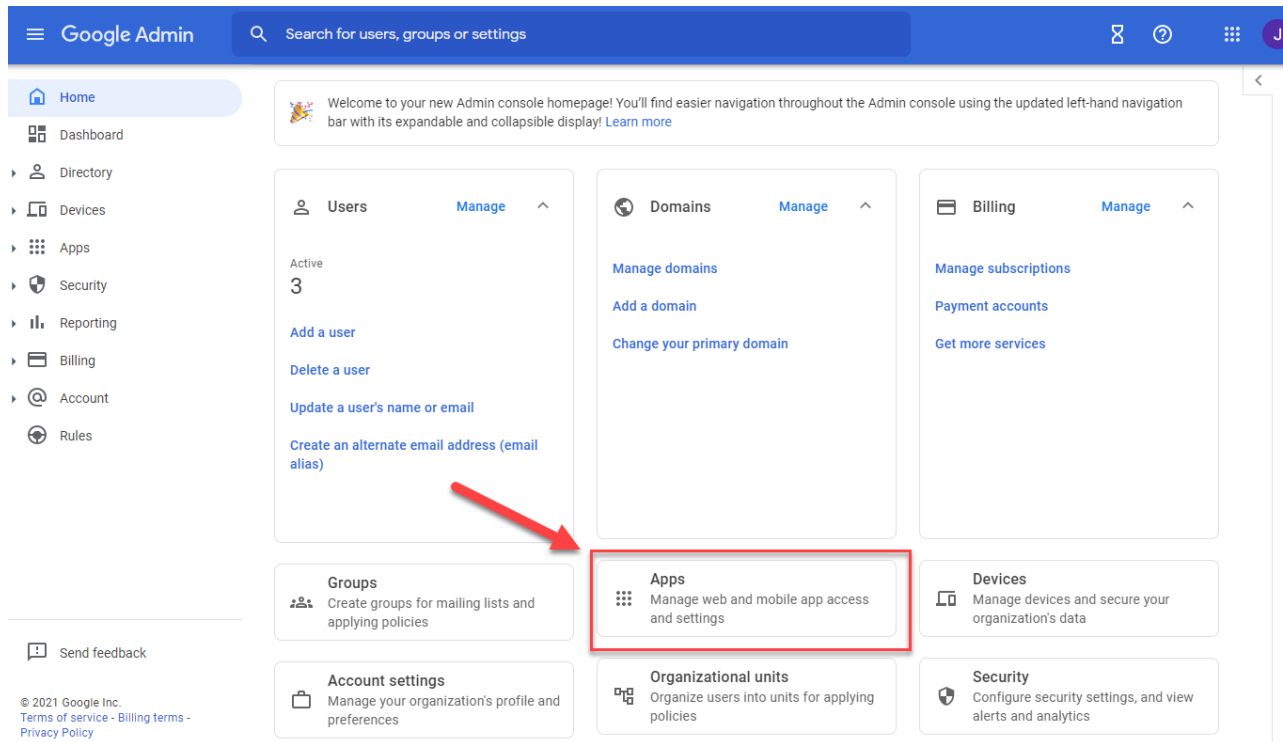 Google Admin
Search for users, groups or settings
J
Home
Dashboard
Directory
Devices
Apps
Security
Reporting
Billing
Account
Rules
Send feedback
© 2021 Google Inc.
Terms of service - Billing terms -
Privacy Policy
Welcome to your new Admin console homepage! You'll find easier navigation throughout the Admin console using the updated left-hand navigation
bar with its expandable and collapsible display! Learn more
Users Manage
Active
3
Add a user
Delete a user
Update a user's name or email
Create an alternate email address (email
alias)
Domains Manage
Manage domains
Add a domain
Change your primary domain
Billing Manage
Manage subscriptions
Payment accounts
Get more services
Groups
Create groups for mailing lists and
applying policies
Apps
Manage web and mobile app access
and settings
Devices
Manage devices and secure your
organization's data
Account settings
Manage your organization's profile and
preferences
Organizational units
Organize users into units for applying
policies
Security
Configure security settings, and view
alerts and analytics